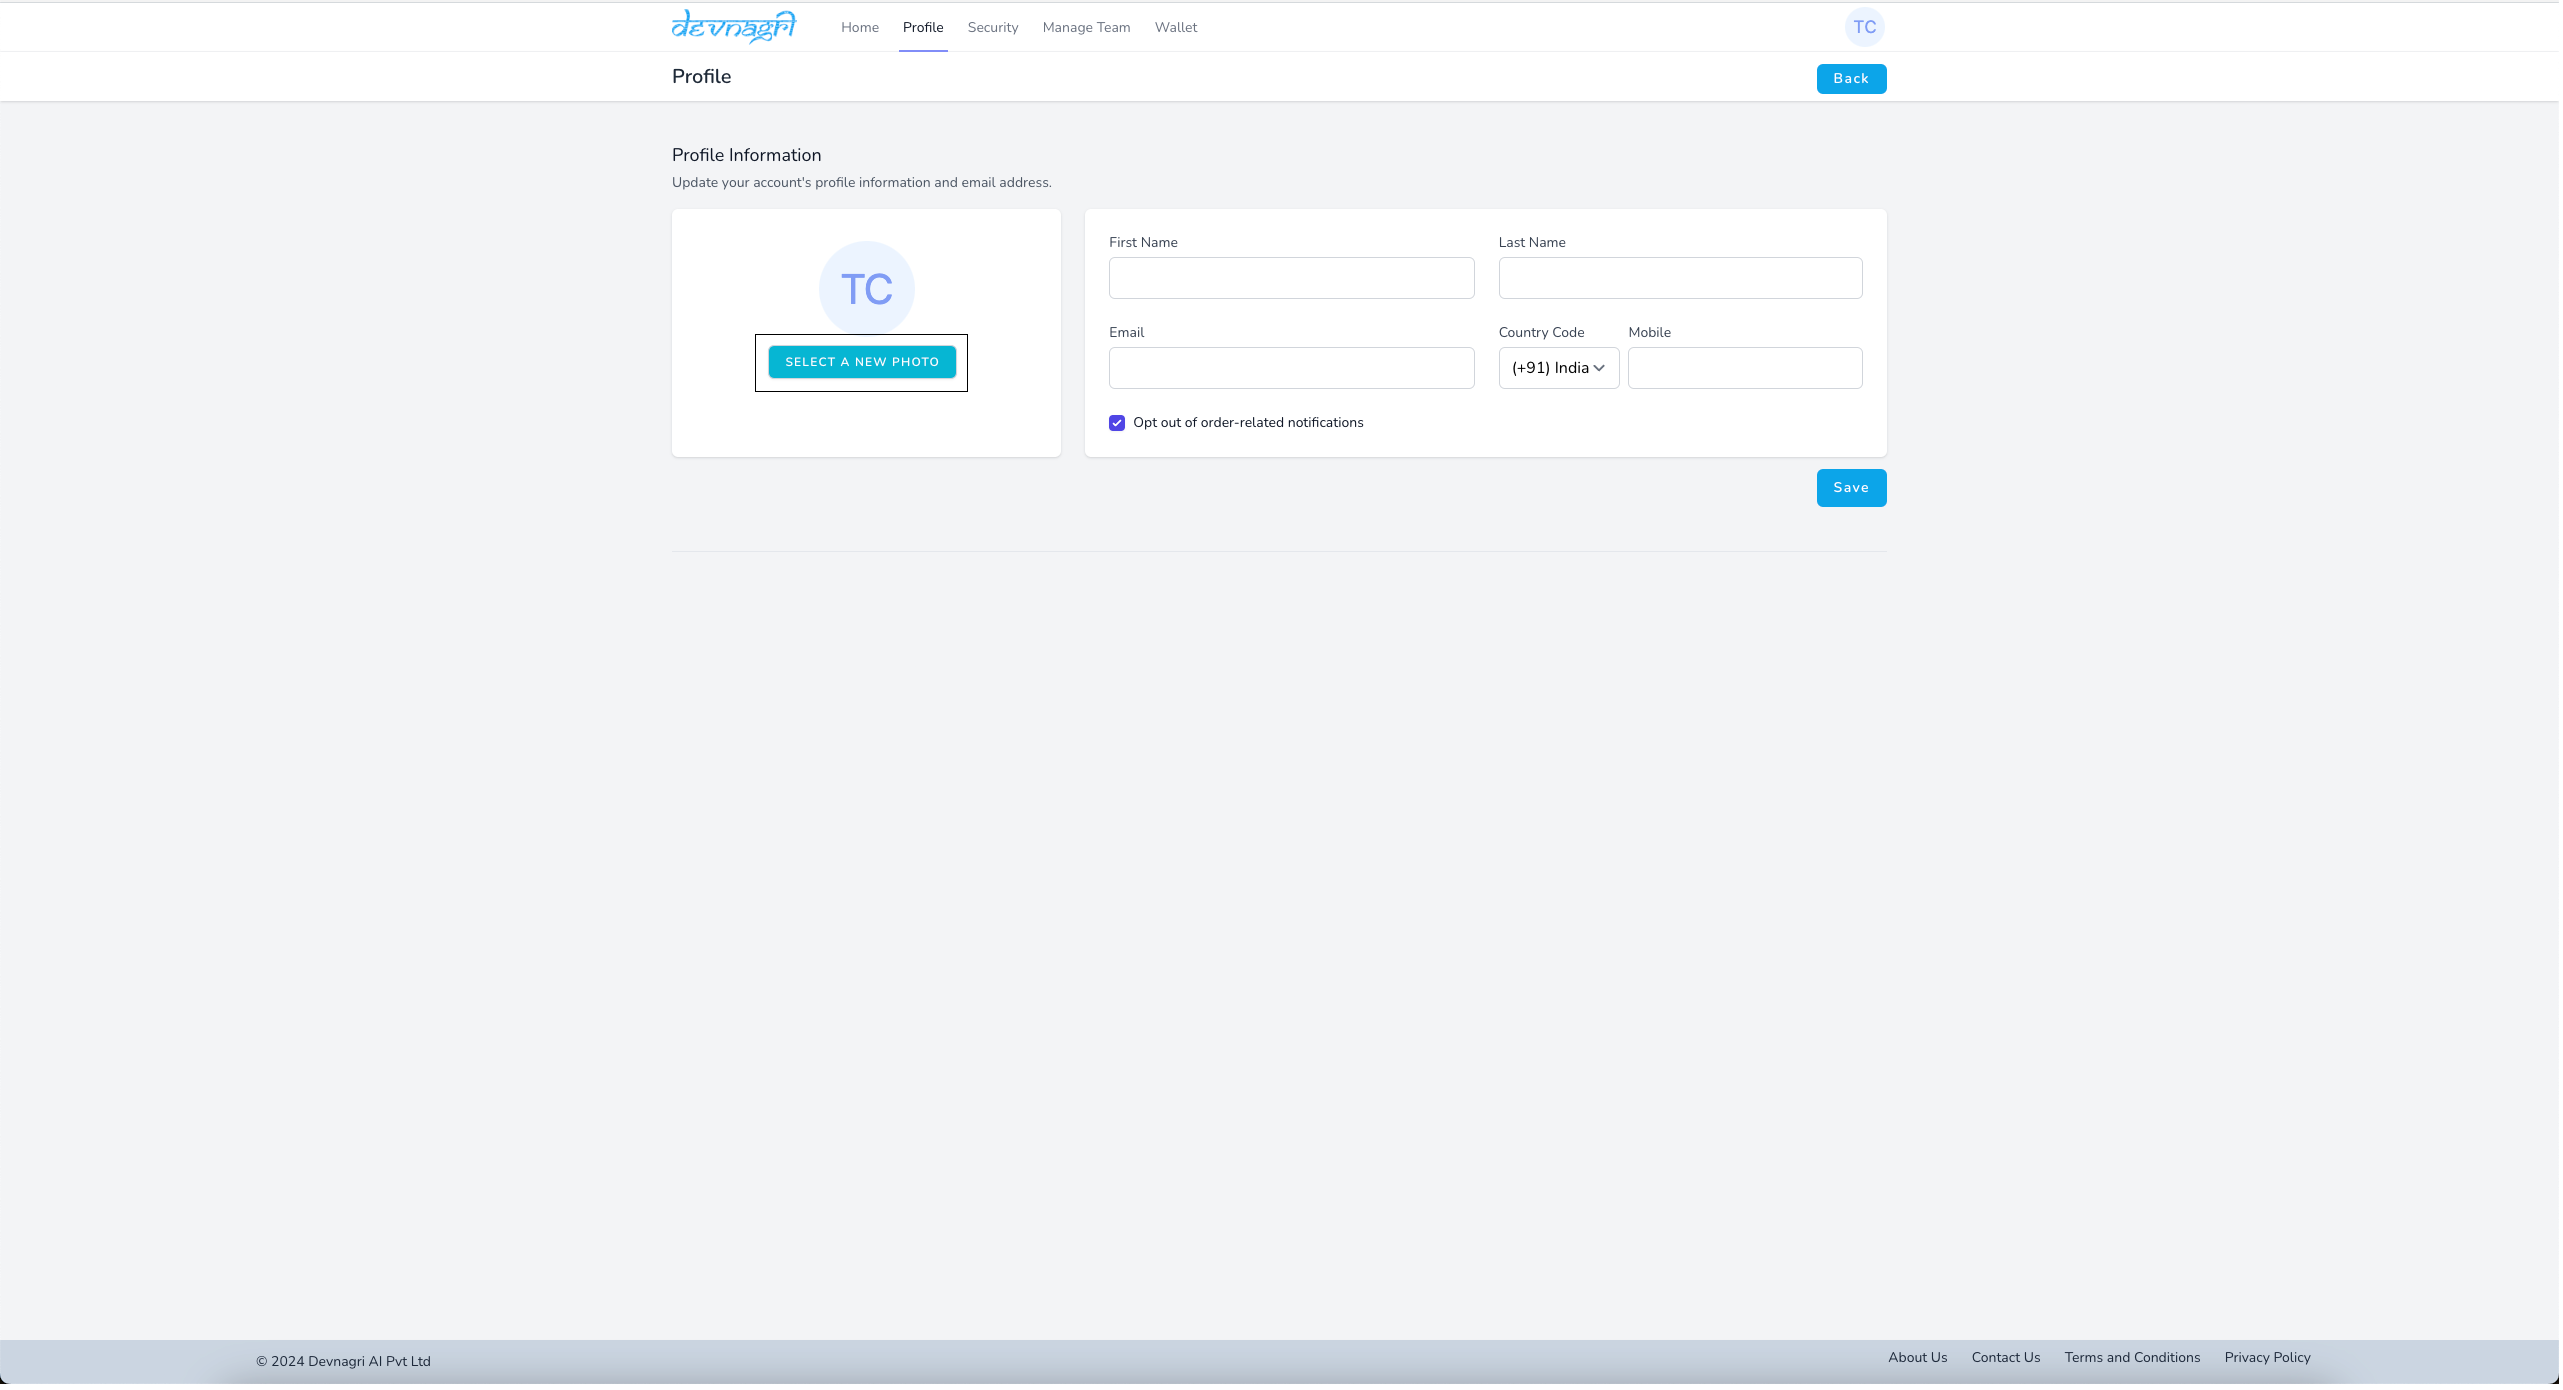 devnagri Home Profile Security Manage Team Wallet TC
Profile Back
Profile Information
Update your account's profile information and email address.
TC
SELECT A NEW PHOTO
First Name Last Name
Email Country Code Mobile
(+91) India
Opt out of order-related notifications
Save
© 2024 Devnagri AI Pvt Ltd About Us Contact Us Terms and Conditions Privacy Policy